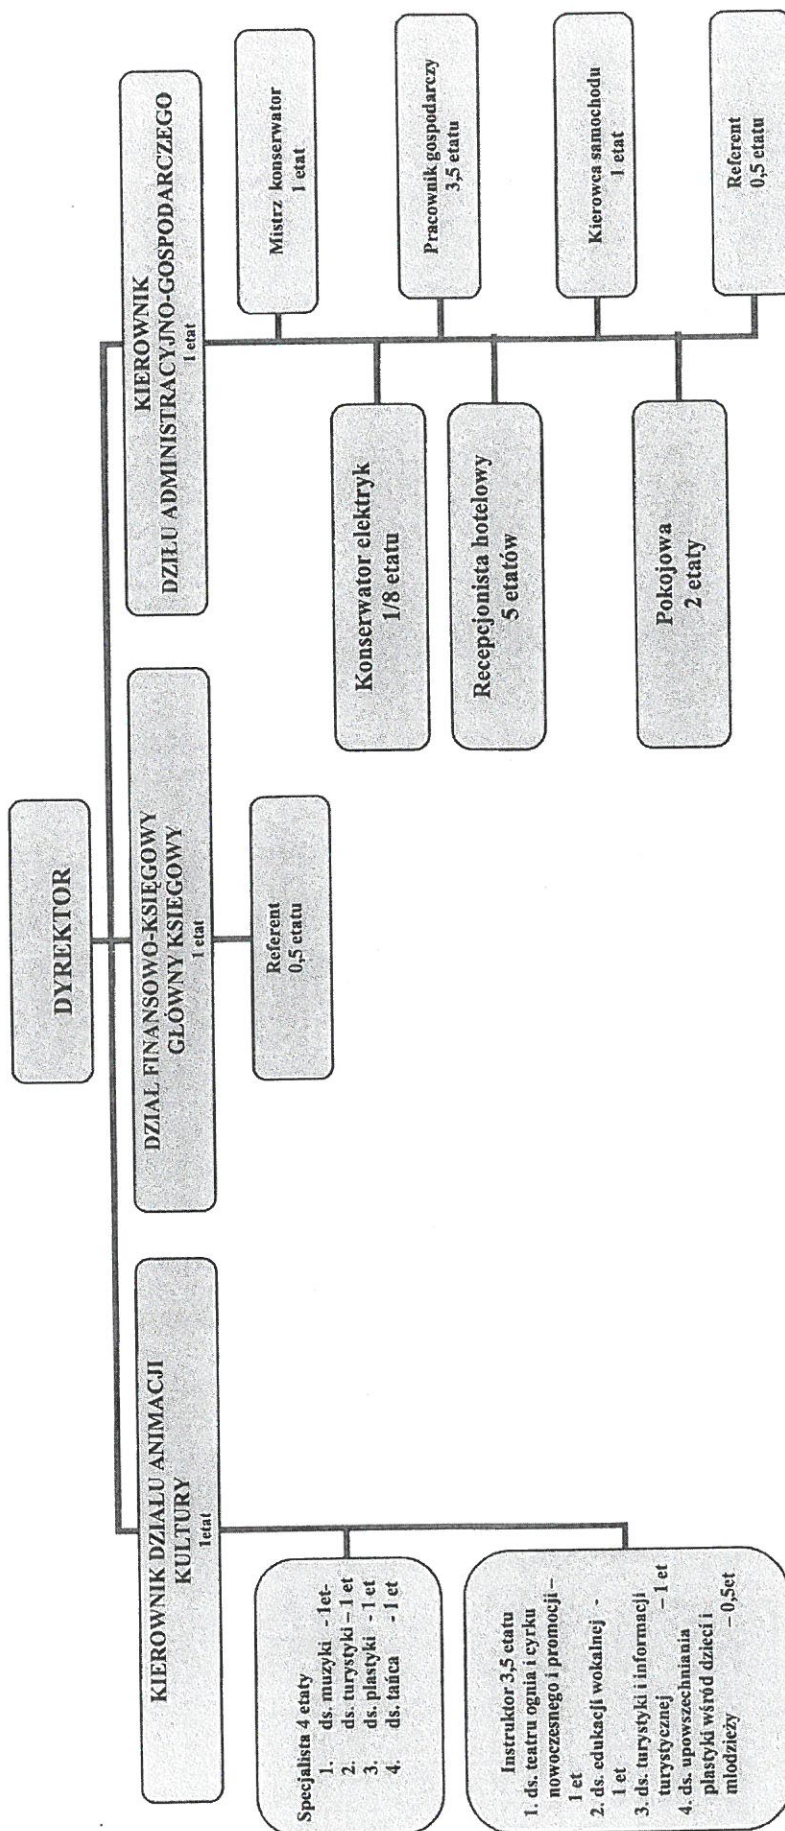 DYREKTOR
KIEROWNIK DZIAŁU ANIMACJI
KULTURY
1etat
DZIAŁ FINANSOWO-KSIĘGOWY
GŁÓWNY KSIĘGOWY
1 etat
KIEROWNIK
DZIŁU ADMINISTRACYJNO-GOSPODARCZEGO
1 etat
Specjalista 4 etaty
1. ds. muzyki - 1et-
2. ds. turystyki – 1 et
3. ds. plastyki - 1 et
4. ds. tańca - 1 et
Instruktor 3,5 etatu
1. ds. teatru ognia i cyrku
nowoczesnego i promocji –
1 et
2. ds. edukacji wokalnej -
1 et
3. ds. turystyki i informacji
turystycznej – 1 et
4. ds. upowszechniania
plastyki wśród dzieci i
młodzieży – 0,5et
Referent
0,5 etatu
Mistrz konserwator
1 etat
Konserwator elektryk
1/8 etatu
Pracownik gospodarczy
3,5 etatu
Recepcjonista hotelowy
5 etatów
Kierowca samochodu
1 etat
Pokojowa
2 etaty
Referent
0,5 etatu